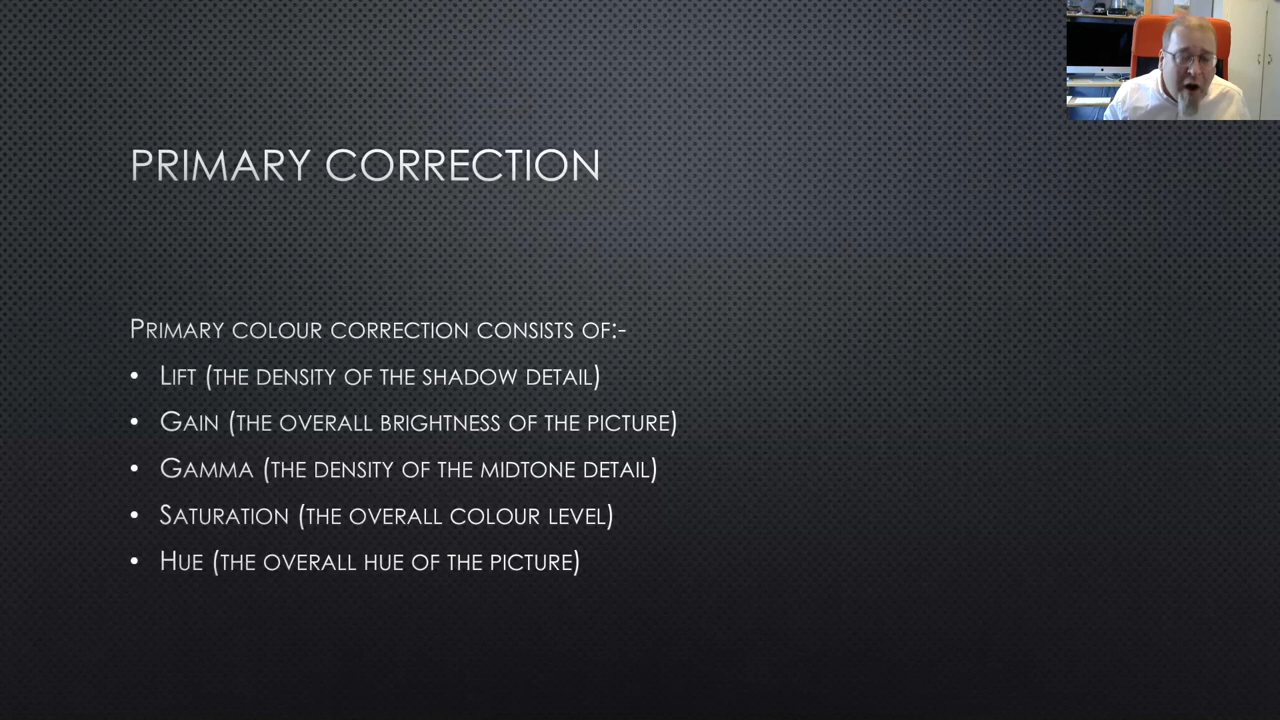 PRIMARY CORRECTION
PRIMARY COLOUR CORRECTION CONSISTS OF:-
• LIFT (THE DENSITY OF THE SHADOW DETAIL)
• GAIN (THE OVERALL BRIGHTNESS OF THE PICTURE)
• GAMMA (THE DENSITY OF THE MIDTONE DETAIL)
• SATURATION (THE OVERALL COLOUR LEVEL)
• HUE (THE OVERALL HUE OF THE PICTURE)